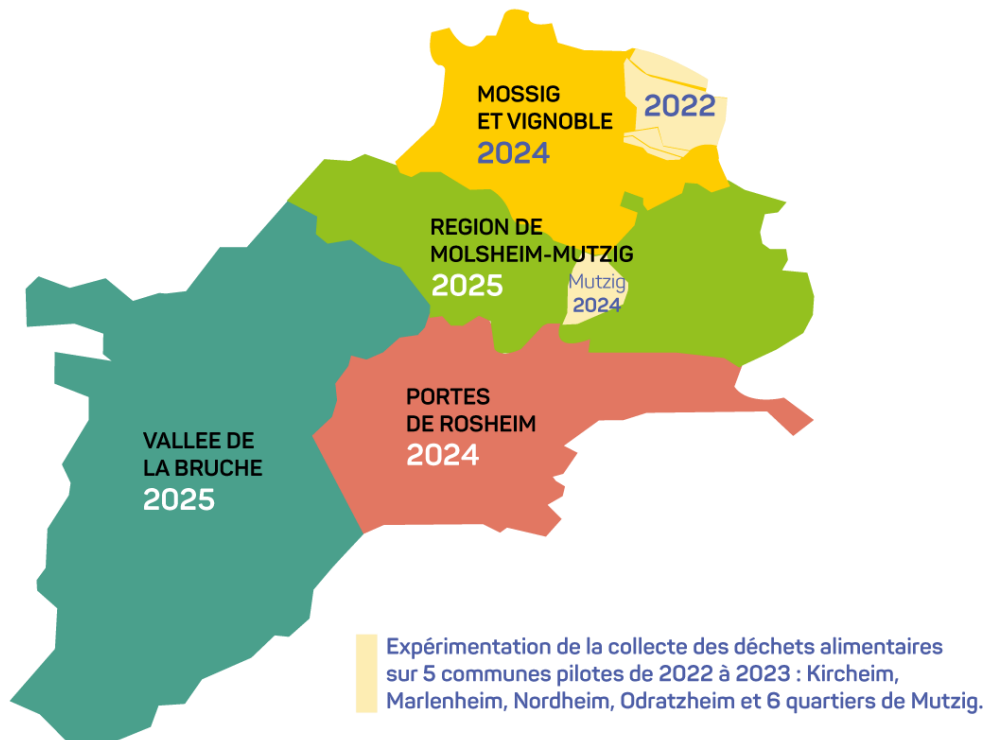 MOSSIG
ET VIGNOBLE
2024
2022
REGION DE
MOLSHEIM-MUTZIG
2025
Mutzig
2024
PORTES
DE ROSHEIM
2024
VALLEE DE
LA BRUCHE
2025
Expérimentation de la collecte des déchets alimentaires
sur 5 communes pilotes de 2022 à 2023 : Kircheim,
Marlenheim, Nordheim, Odratzheim et 6 quartiers de Mutzig.